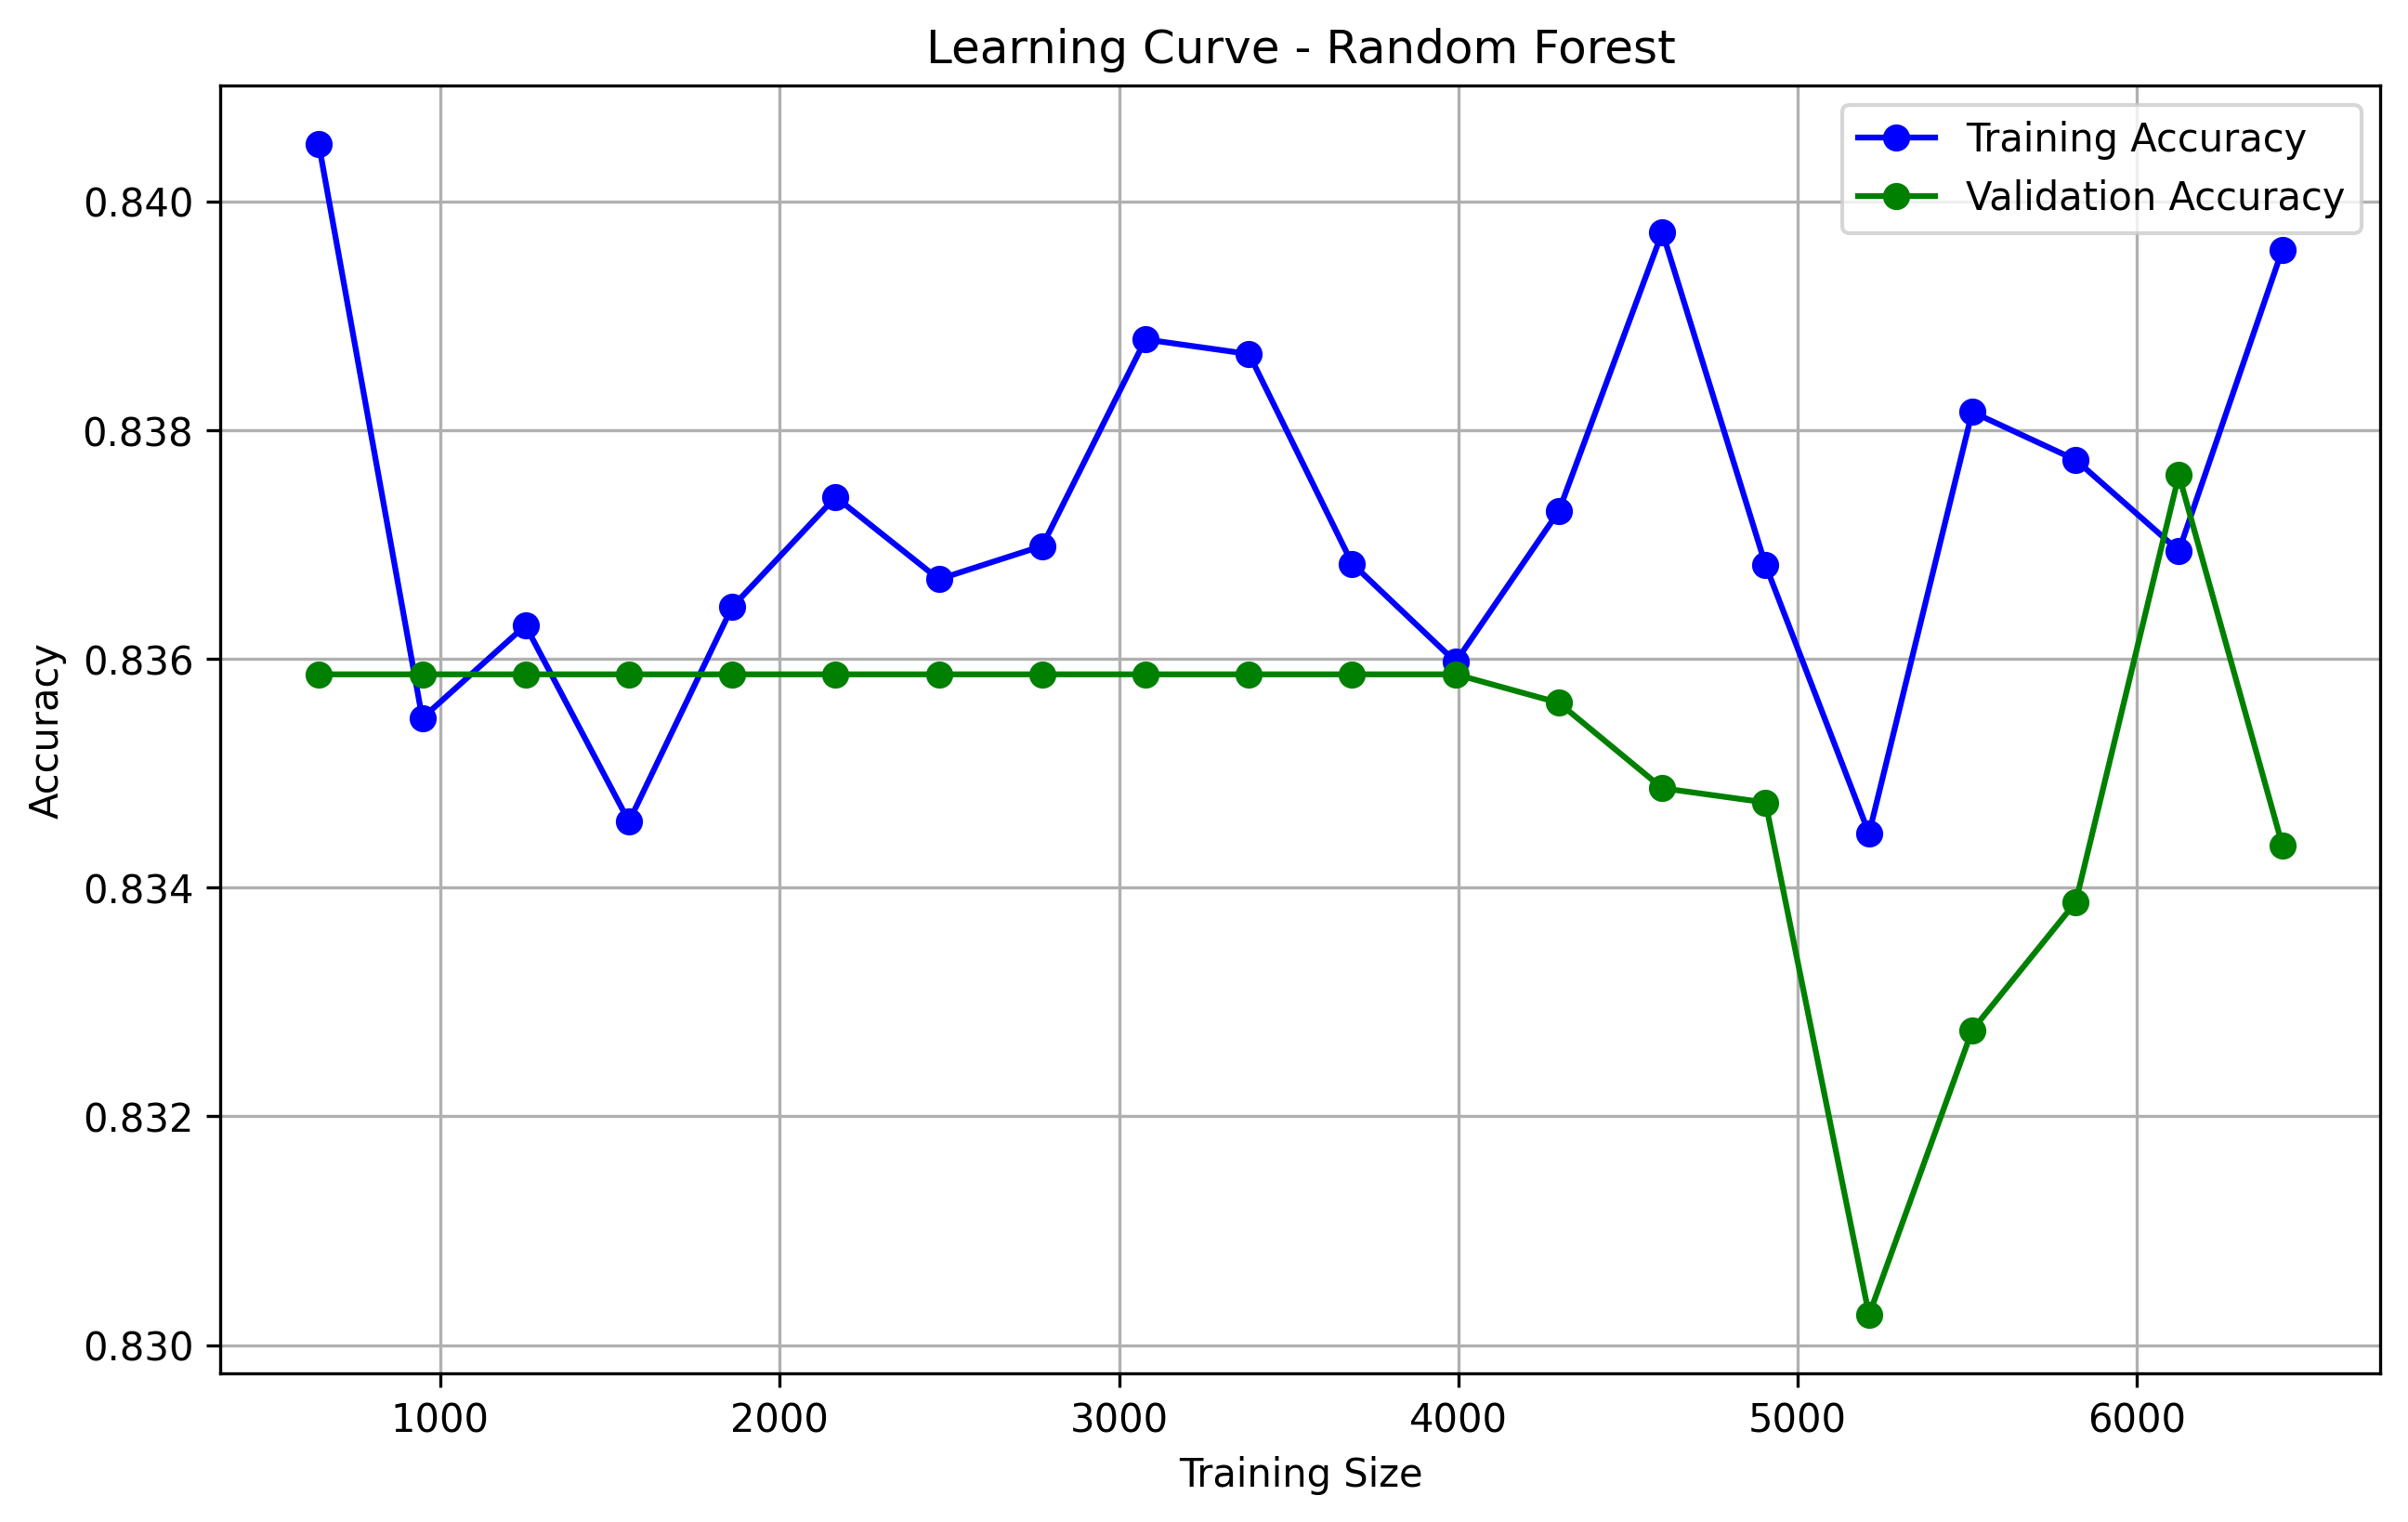 Learning Curve - Random Forest
Training Accuracy
Validation Accuracy
Accuracy
0.840
0.838
0.836
0.834
0.832
0.830
1000 2000 3000 4000 5000 6000
Training Size